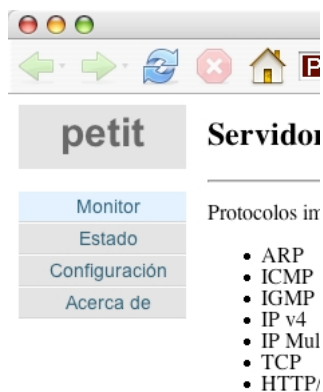 petit
Monitor
Estado
Configuración
Acerca de
Servidor
Protocolos im
ARP
ICMP
IGMP
IP v4
IP Mul
TCP
HTTP/